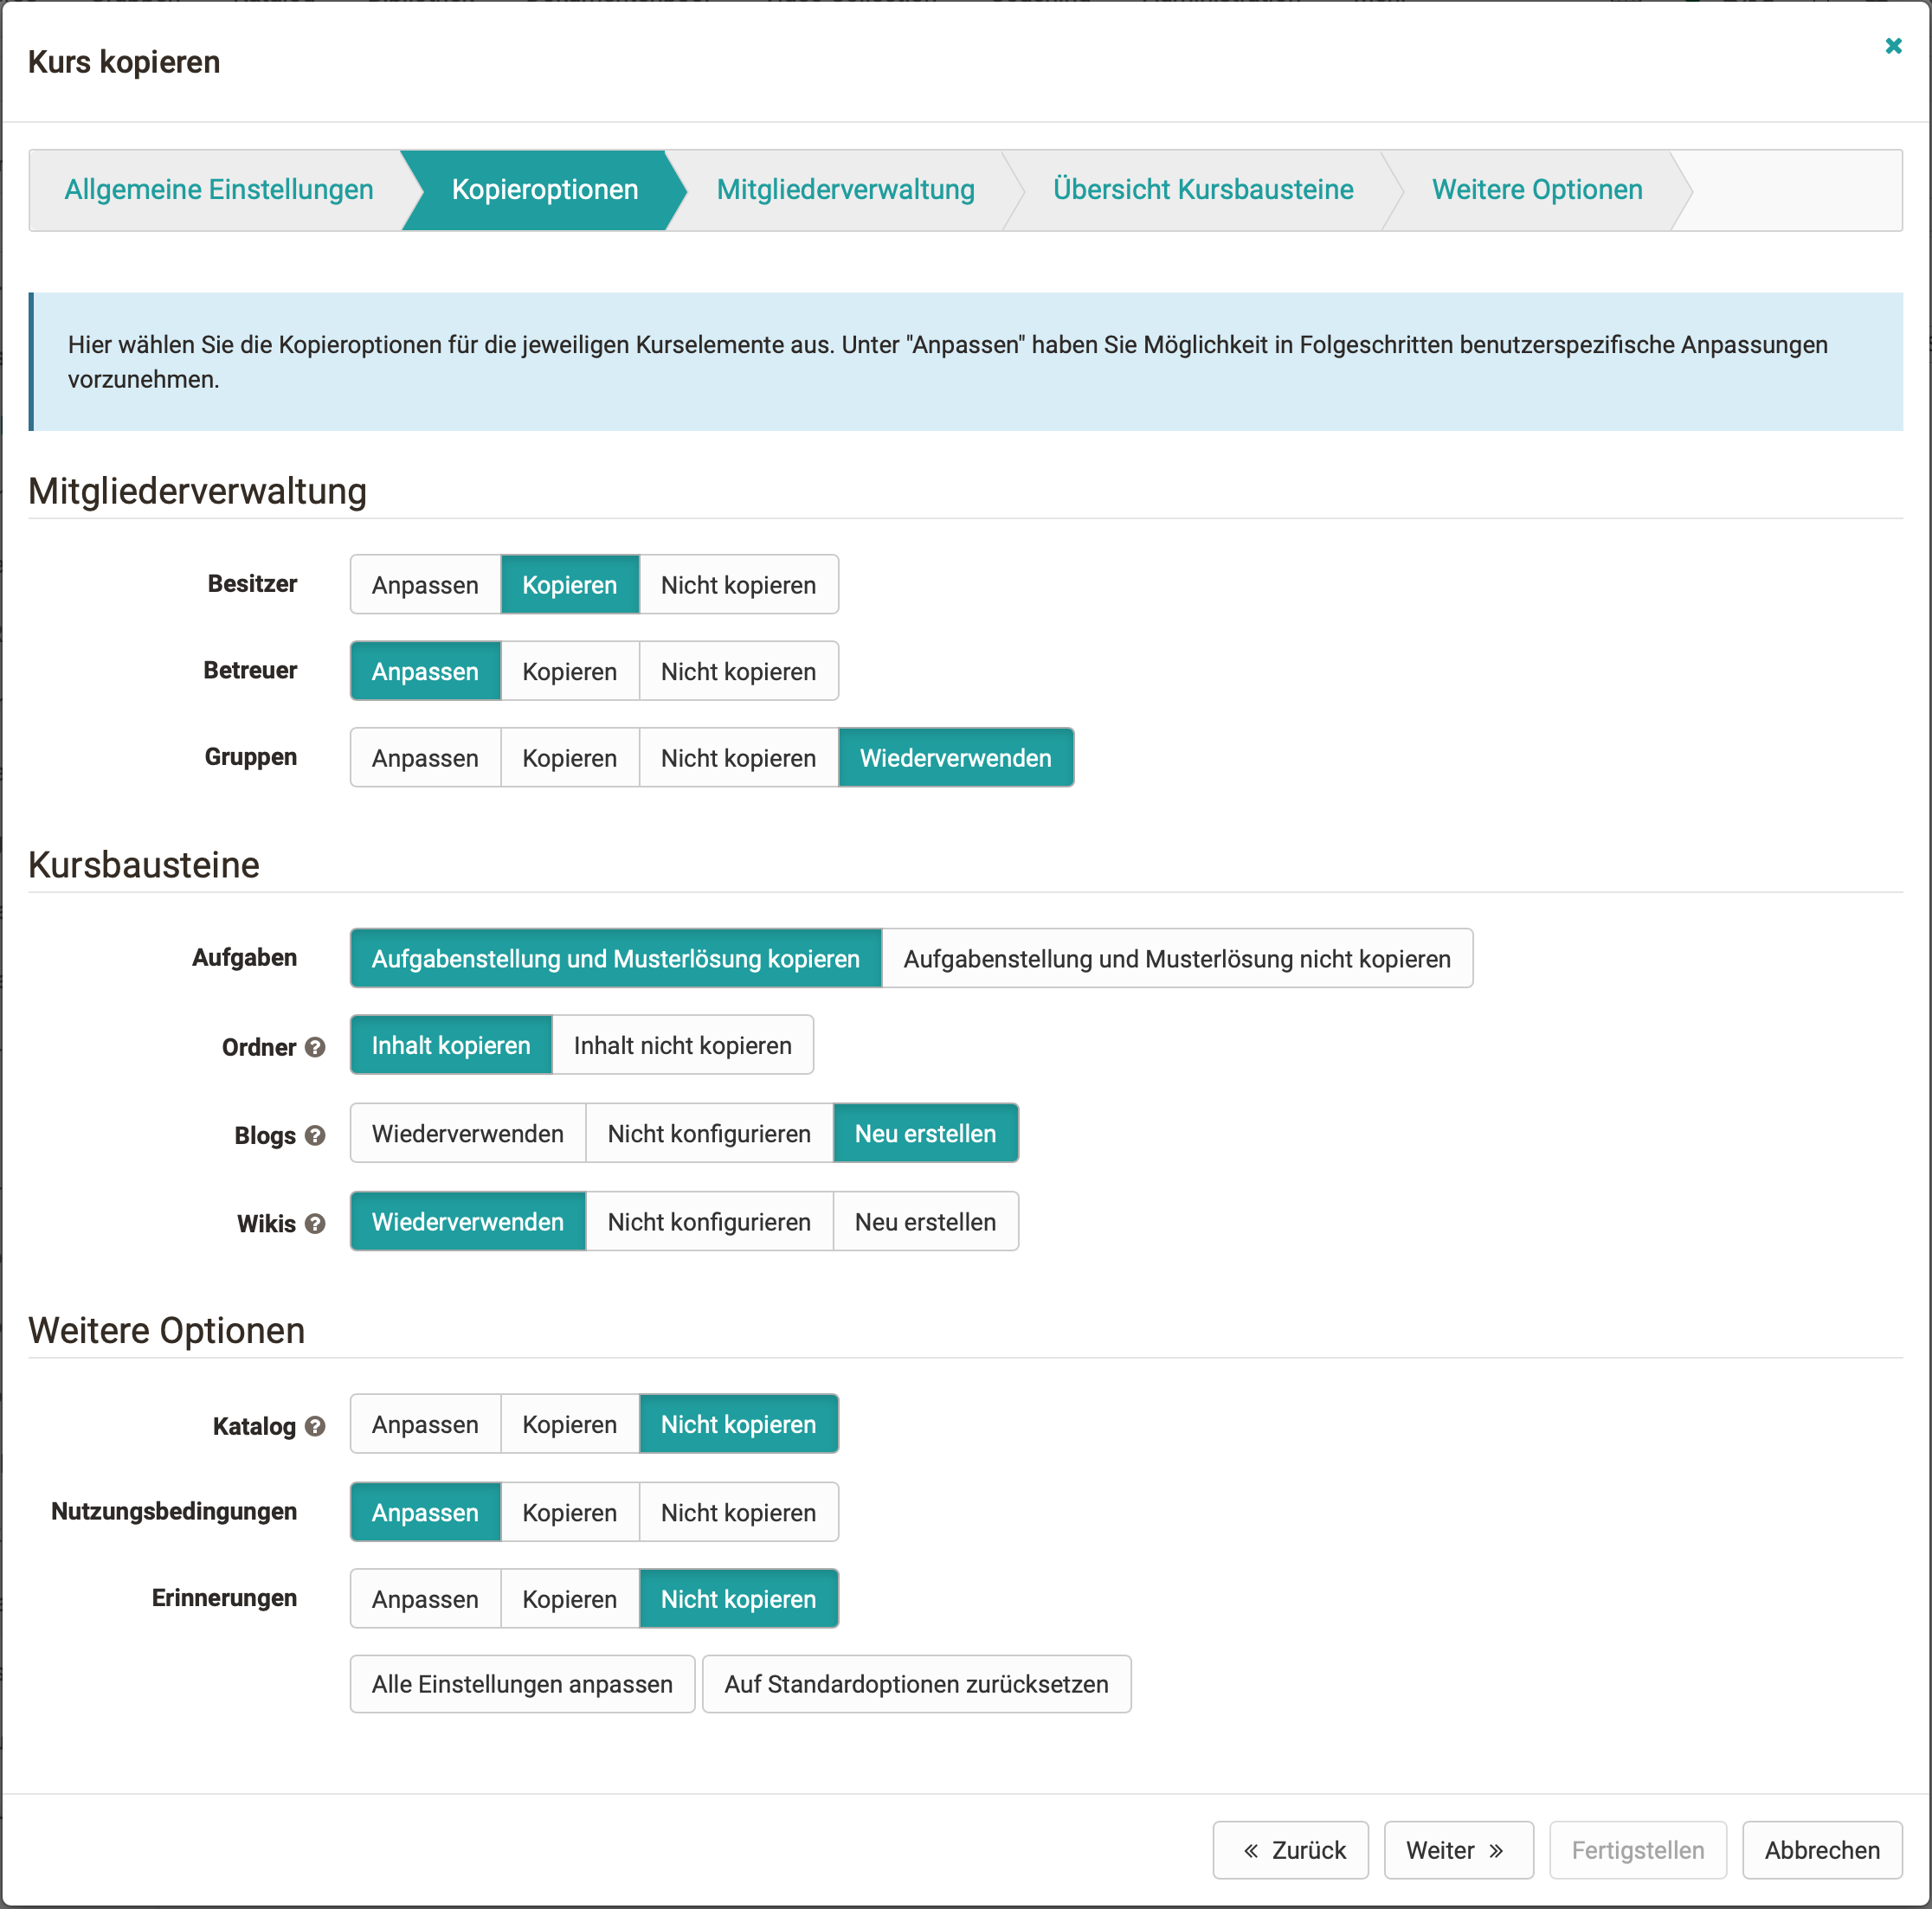 Kurs kopieren
Allgemeine Einstellungen Kopieroptionen Mitgliederverwaltung Übersicht Kursbausteine Weitere Optionen
Hier wählen Sie die Kopieroptionen für die jeweiligen Kurselemente aus. Unter "Anpassen" haben Sie Möglichkeit in Folgeschritten benutzerspezifische Anpassungen
vorzunehmen.
Mitgliederverwaltung
Besitzer Anpassen Kopieren Nicht kopieren
Betreuer Anpassen Kopieren Nicht kopieren
Gruppen Anpassen Kopieren Nicht kopieren Wiederverwenden
Kursbausteine
Aufgaben Aufgabenstellung und Musterlösung kopieren Aufgabenstellung und Musterlösung nicht kopieren
Ordner Inhalt kopieren Inhalt nicht kopieren
Blogs Wiederverwenden Nicht konfigurieren Neu erstellen
Wikis Wiederverwenden Nicht konfigurieren Neu erstellen
Weitere Optionen
Katalog Anpassen Kopieren Nicht kopieren
Nutzungsbedingungen Anpassen Kopieren Nicht kopieren
Erinnerungen Anpassen Kopieren Nicht kopieren
Alle Einstellungen anpassen Auf Standardoptionen zurücksetzen
« Zurück Weiter » Fertigstellen Abbrechen